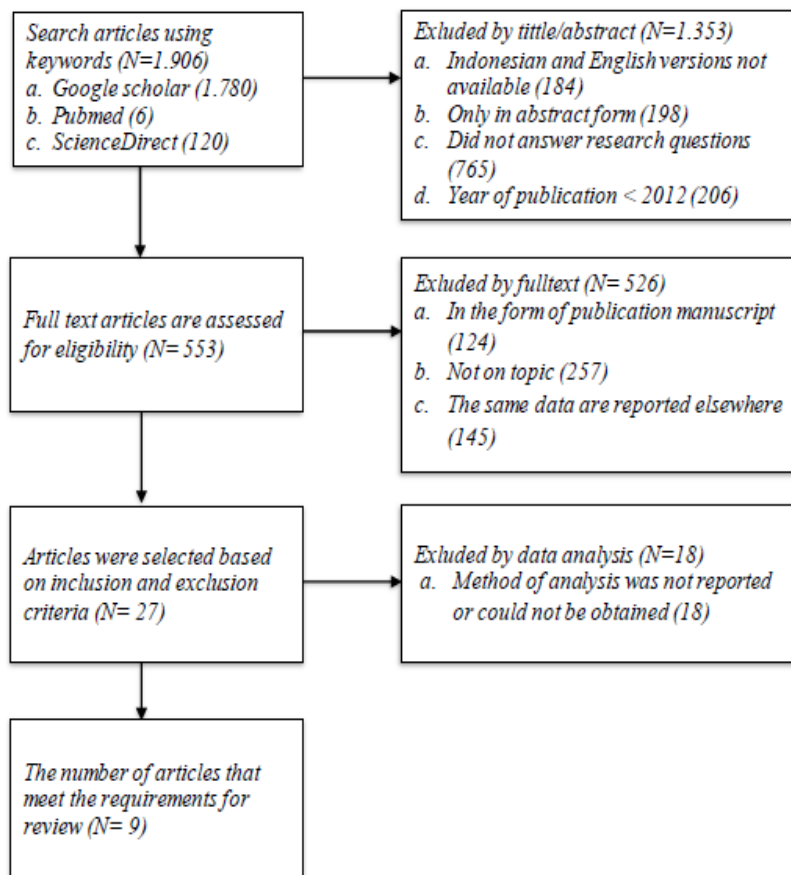 Search articles using
keywords (N=1.906)
a. Google scholar (1.780)
b. Pubmed (6)
c. ScienceDirect (120)
Exluded by tittle/abstract (N=1.353)
a. Indonesian and English versions not
available (184)
b. Only in abstract form (198)
c. Did not answer research questions
(765)
d. Year of publication < 2012 (206)
Full text articles are assessed
for eligibility (N= 553)
Exluded by fulltext (N= 526)
a. In the form of publication manuscript
(124)
b. Not on topic (257)
c. The same data are reported elsewhere
(145)
Articles were selected based
on inclusion and exclusion
criteria (N= 27)
Exluded by data analysis (N=18)
a. Method of analysis was not reported
or could not be obtained (18)
The number of articles that
meet the requirements for
review (N= 9)